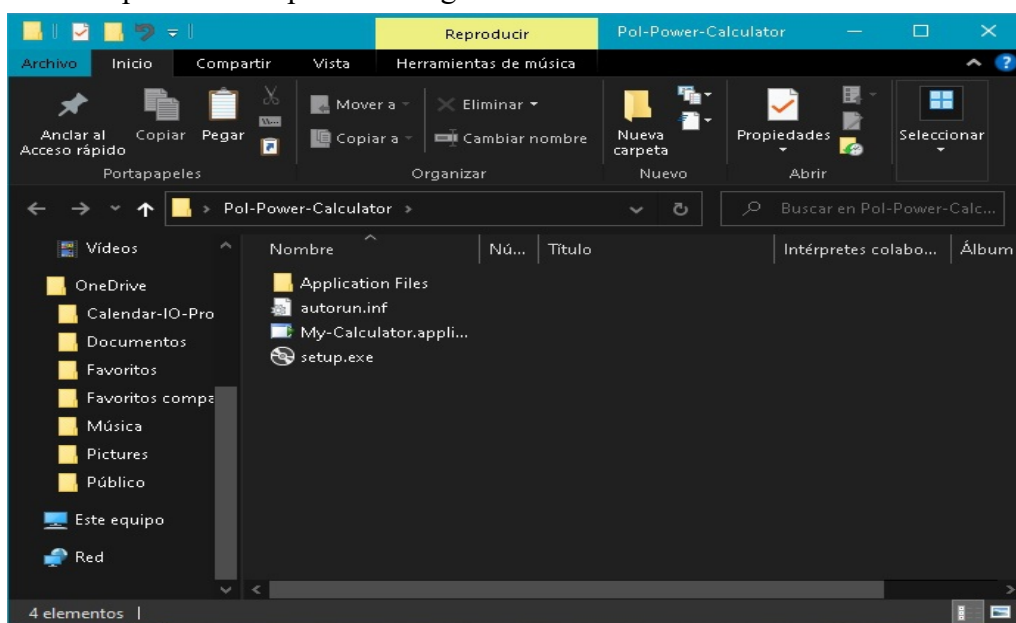 Reproducir
Pol-Power-Calculator
Archivo Inicio Compartir Vista Herramientas de música
Anclar al Acceso rápido
Copiar
Pegar
Mover a
Copiar a
Eliminar
Cambiar nombre
Nueva carpeta
Propiedades
Seleccionar
Portapapeles Organizar Nuevo Abrir
Pol-Power-Calculator
Buscar en Pol-Power-Calc...
Nombre Nú... Título Intérpretes colabo... Álbum
Vídeos
OneDrive
Calendar-IO-Pro
Documentos
Favoritos
Favoritos compa
Música
Pictures
Público
Este equipo
Red
Application Files
autorun.inf
My-Calculator.appli...
setup.exe
4 elementos